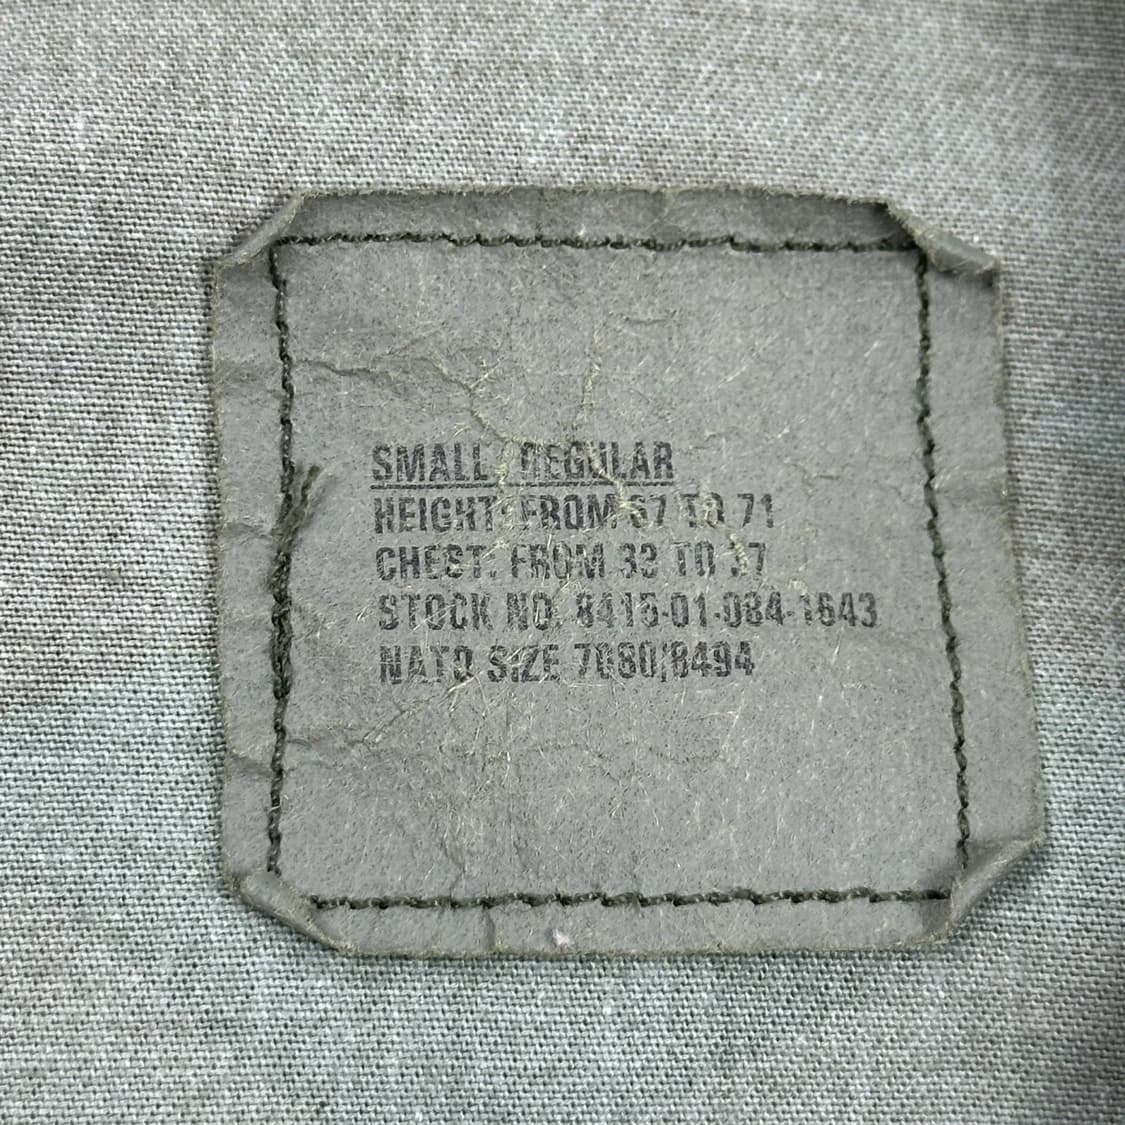 SMALL - REGULAR
HEIGHT: FROM 67 TO 71
CHEST: FROM 33 TO 37
STOCK NO. 8415-01-084-1643
NATO SIZE 7080/8494